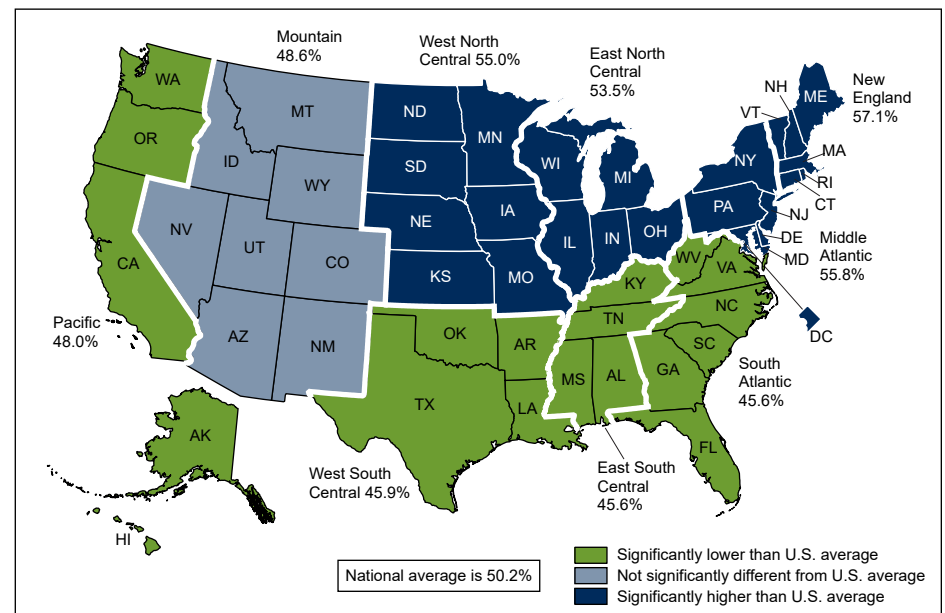 Mountain
48.6%
West North
Central 55.0%
East North
Central
53.5%
New
England
57.1%
WA
OR
CA
NV
ID
MT
WY
UT
CO
AZ
NM
ND
SD
NE
KS
MN
IA
MO
WI
IL
MI
IN
OH
NY
PA
VT
NH
ME
MA
RI
CT
NJ
DE
MD
DC
Middle
Atlantic
55.8%
WV
VA
KY
NC
TN
SC
GA
FL
AL
MS
OK
AR
TX
LA
Pacific
48.0%
South
Atlantic
45.6%
AK
HI
West South
Central 45.9%
East South
Central
45.6%
National average is 50.2%
Significantly lower than U.S. average
Not significantly different from U.S. average
Significantly higher than U.S. average